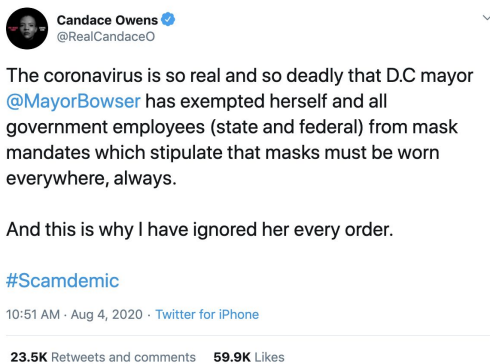 Candace Owens
@RealCandaceO
The coronavirus is so real and so deadly that D.C mayor
@MayorBowser has exempted herself and all
government employees (state and federal) from mask
mandates which stipulate that masks must be worn
everywhere, always.
And this is why I have ignored her every order.
#Scamdemic
10:51 AM · Aug 4, 2020 · Twitter for iPhone
23.5K Retweets and comments 59.9K Likes